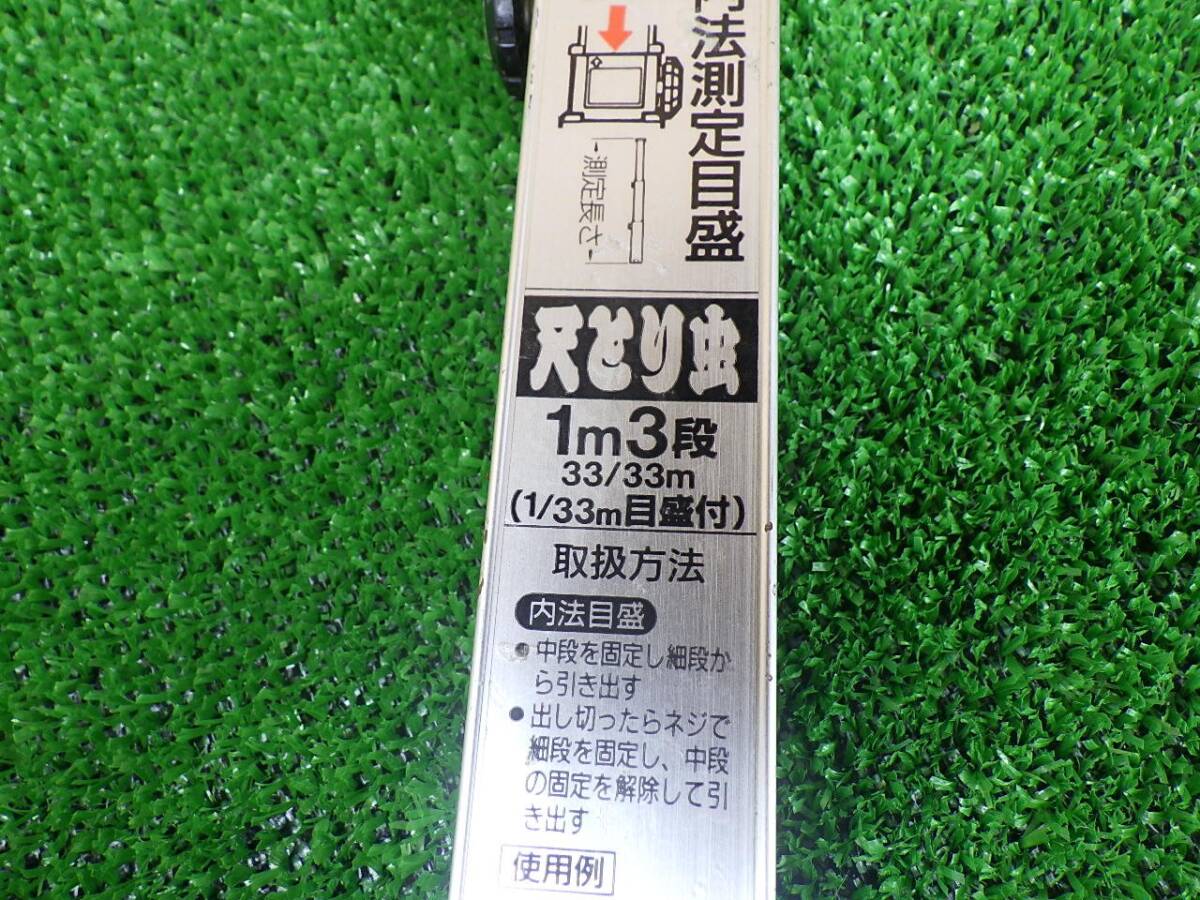 内法測定目盛
測定長さ
尺とり虫
1m3段
33/33m
(1/33m目盛付)
取扱方法
内法目盛
● 中段を固定し細段か
ら引き出す
● 出し切ったらネジで
細段を固定し、中段
の固定を解除して引
き出す
使用例